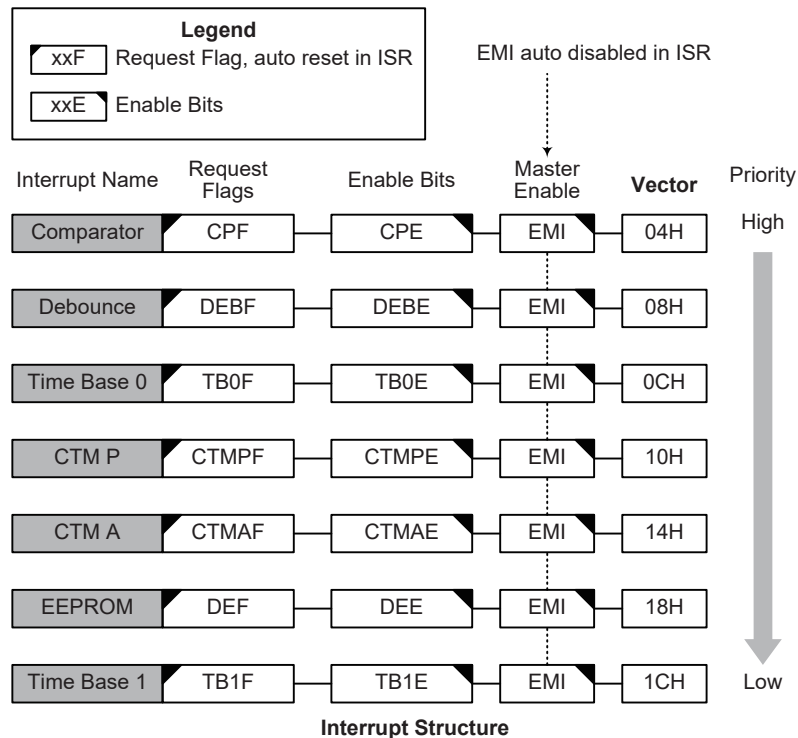 Legend
xxF Request Flag, auto reset in ISR
xxE Enable Bits
EMI auto disabled in ISR
Interrupt Name Request Flags Enable Bits Master Enable Vector Priority
Comparator CPF CPE EMI 04H High
Debounce DEBF DEBE EMI 08H
Time Base 0 TB0F TB0E EMI 0CH
CTM P CTMPF CTMPE EMI 10H
CTM A CTMAF CTMAE EMI 14H
EEPROM DEF DEE EMI 18H
Time Base 1 TB1F TB1E EMI 1CH Low
Interrupt Structure